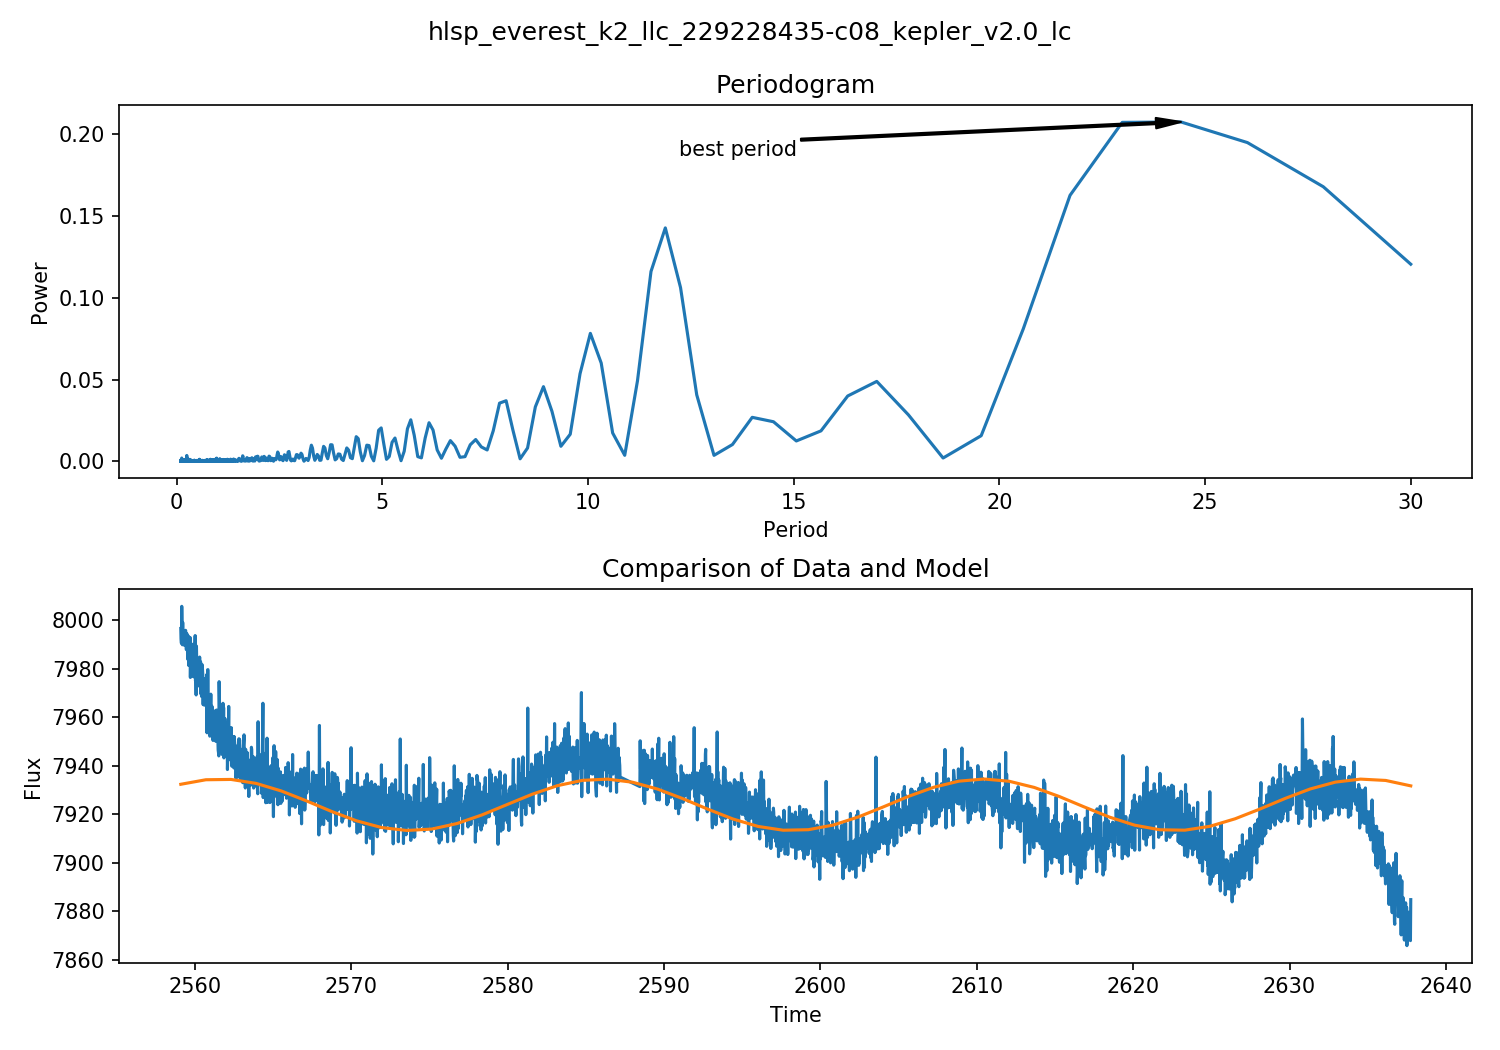 hlsp_everest_k2_llc_229228435-c08_kepler_v2.0_lc
Periodogram
0.20
0.15
0.10
0.05
0.00
Power
best period
0 5 10 15 20 25 30
Period
Comparison of Data and Model
8000
7980
7960
7940
7920
7900
7880
7860
Flux
2560 2570 2580 2590 2600 2610 2620 2630 2640
Time